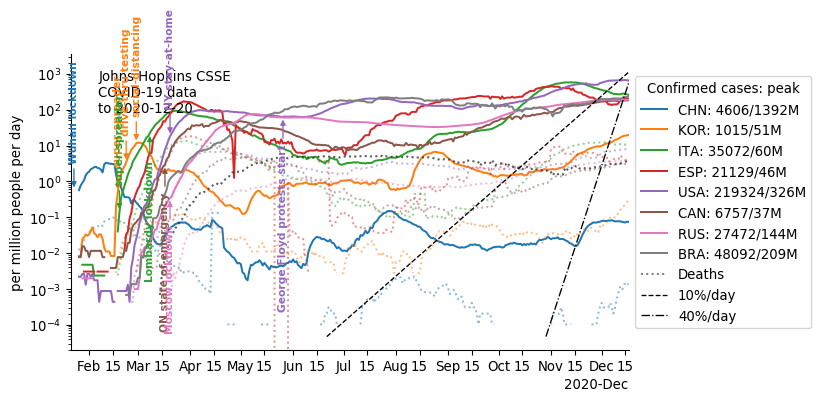 Johns Hopkins CSSE
COVID-19 data
to 2020-12-20
Wuhan lockdown
drive-thru testing
social distancing
stay-at-home
Lombardy lockdown
ON state of emergency
Moscow lockdown
George Floyd protests start
per million people per day
10³
10²
10¹
10⁰
10⁻¹
10⁻²
10⁻³
10⁻⁴
Feb 15 Mar 15 Apr 15 May 15 Jun 15 Jul 15 Aug 15 Sep 15 Oct 15 Nov 15 Dec 15
2020-Dec
Confirmed cases: peak
CHN: 4606/1392M
KOR: 1015/51M
ITA: 35072/60M
ESP: 21129/46M
USA: 219324/326M
CAN: 6757/37M
RUS: 27472/144M
BRA: 48092/209M
Deaths
10%/day
40%/day